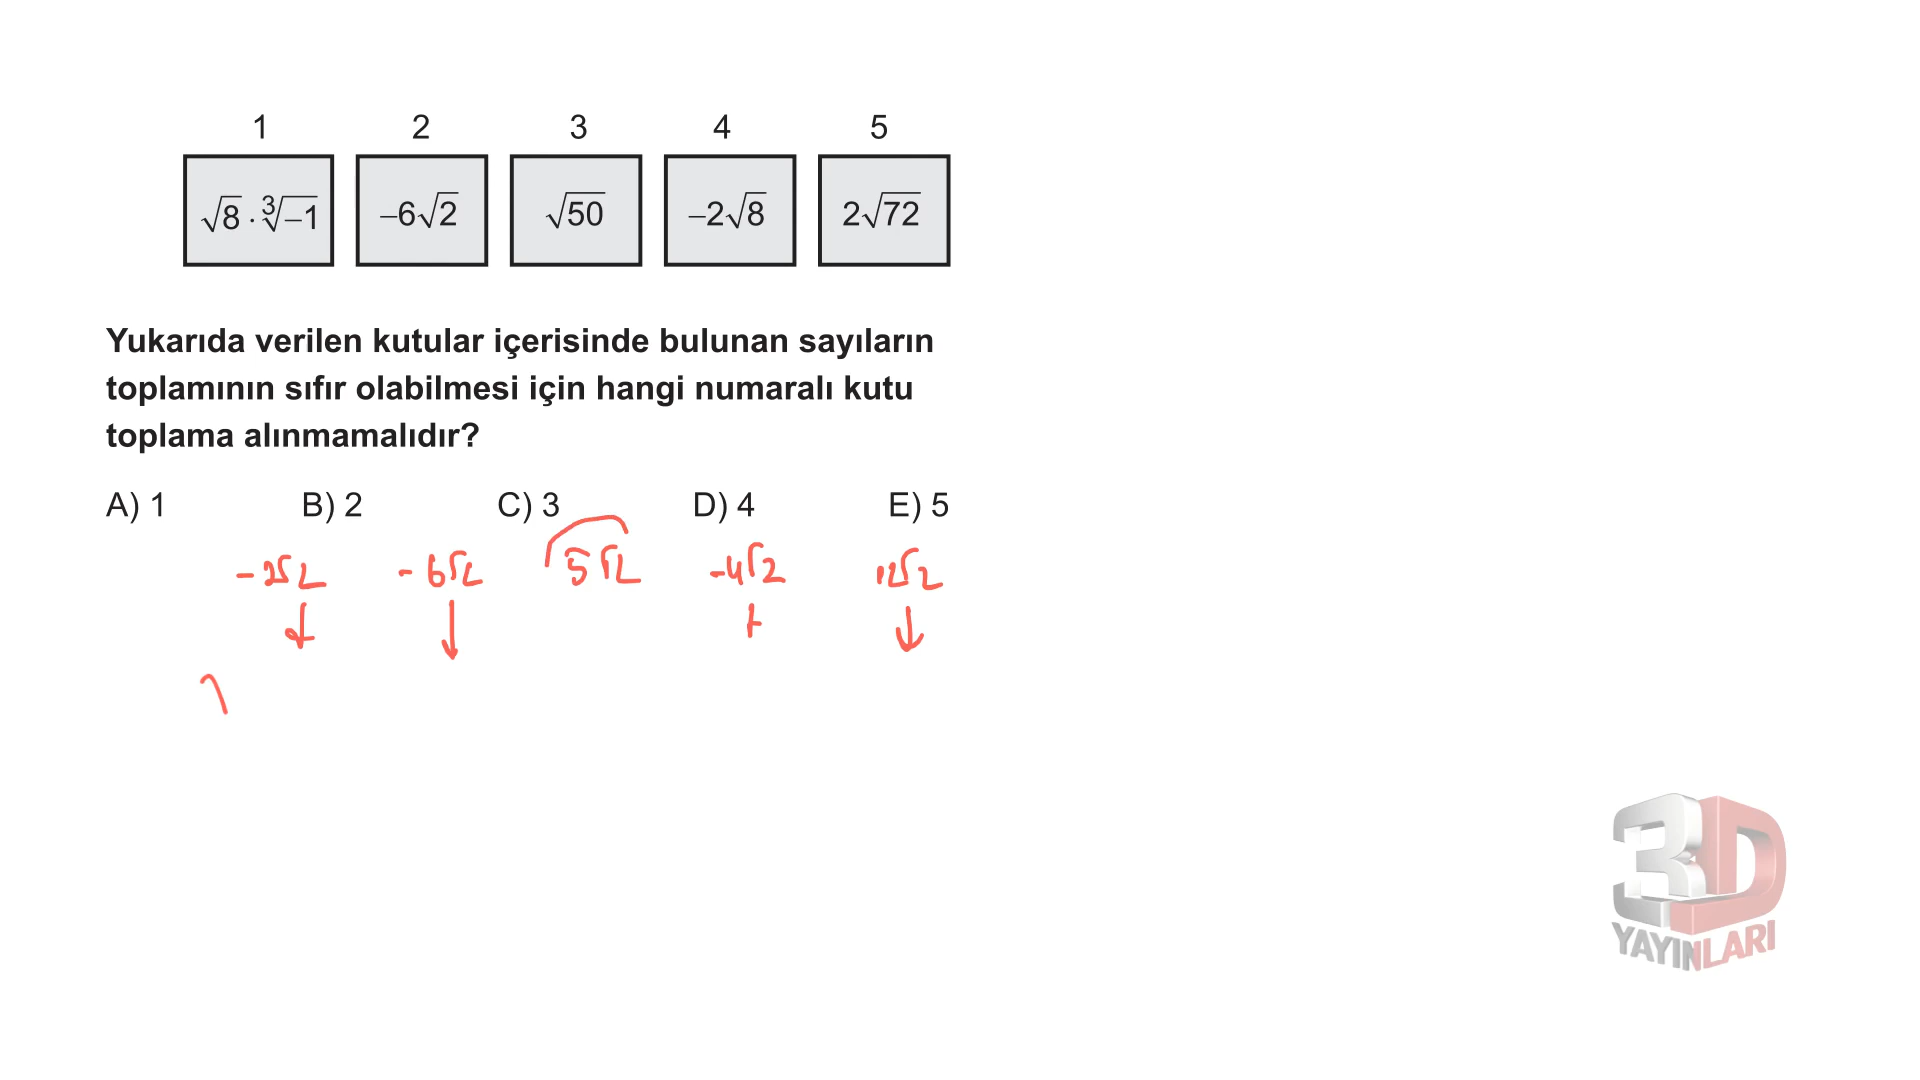 1 2 3 4 5
√8 · ∛−1 −6√2 √50 −2√8 2√72
Yukarıda verilen kutular içerisinde bulunan sayıların
toplamının sıfır olabilmesi için hangi numaralı kutu
toplama alınmamalıdır?
A) 1 B) 2 C) 3 D) 4 E) 5
−2√2 −6√2 5√2 −4√2 12√2
3D
YAYINLARI